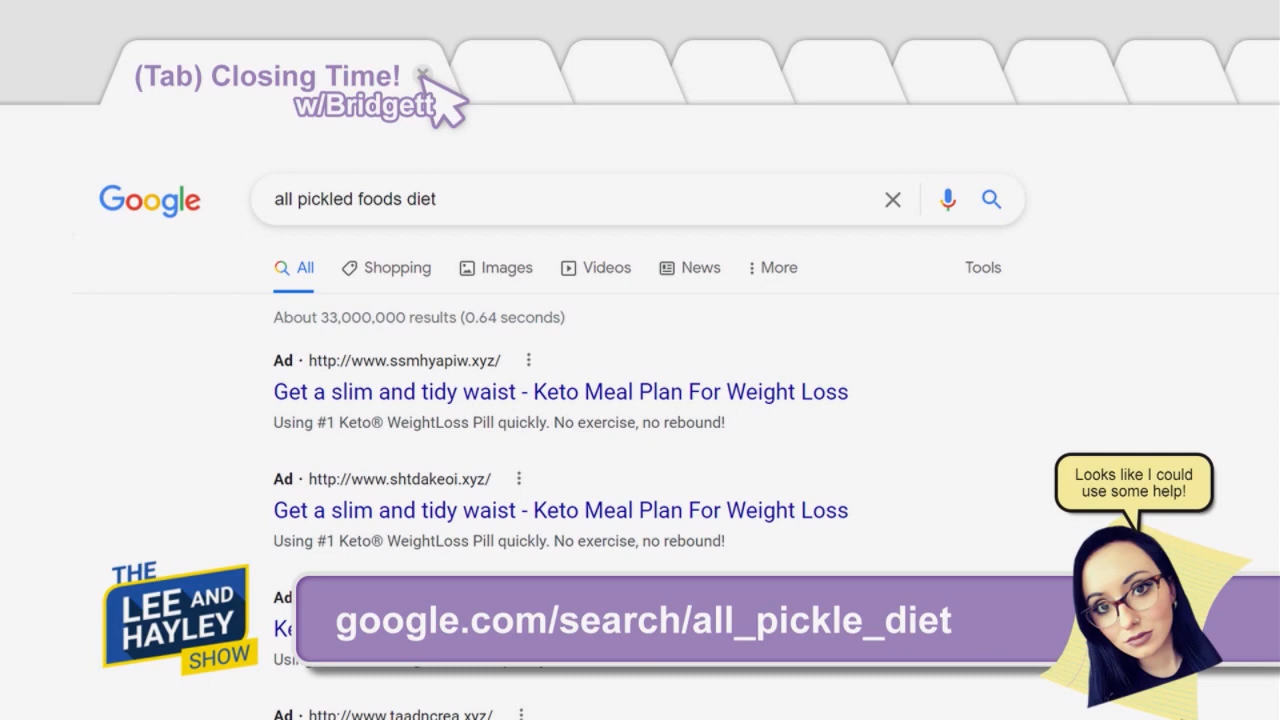 (Tab) Closing Time!
w/Bridgett
Google
all pickled foods diet
All Shopping Images Videos News More Tools
About 33,000,000 results (0.64 seconds)
Ad · http://www.ssmhyapiw.xyz/
Get a slim and tidy waist - Keto Meal Plan For Weight Loss
Using #1 Keto® WeightLoss Pill quickly. No exercise, no rebound!
Ad · http://www.shtdakeoi.xyz/
Get a slim and tidy waist - Keto Meal Plan For Weight Loss
Using #1 Keto® WeightLoss Pill quickly. No exercise, no rebound!
Looks like I could
use some help!
THE
LEE AND
HAYLEY
SHOW
Ad
google.com/search/all_pickle_diet
Ad · http://www.taadncrea.xyz/